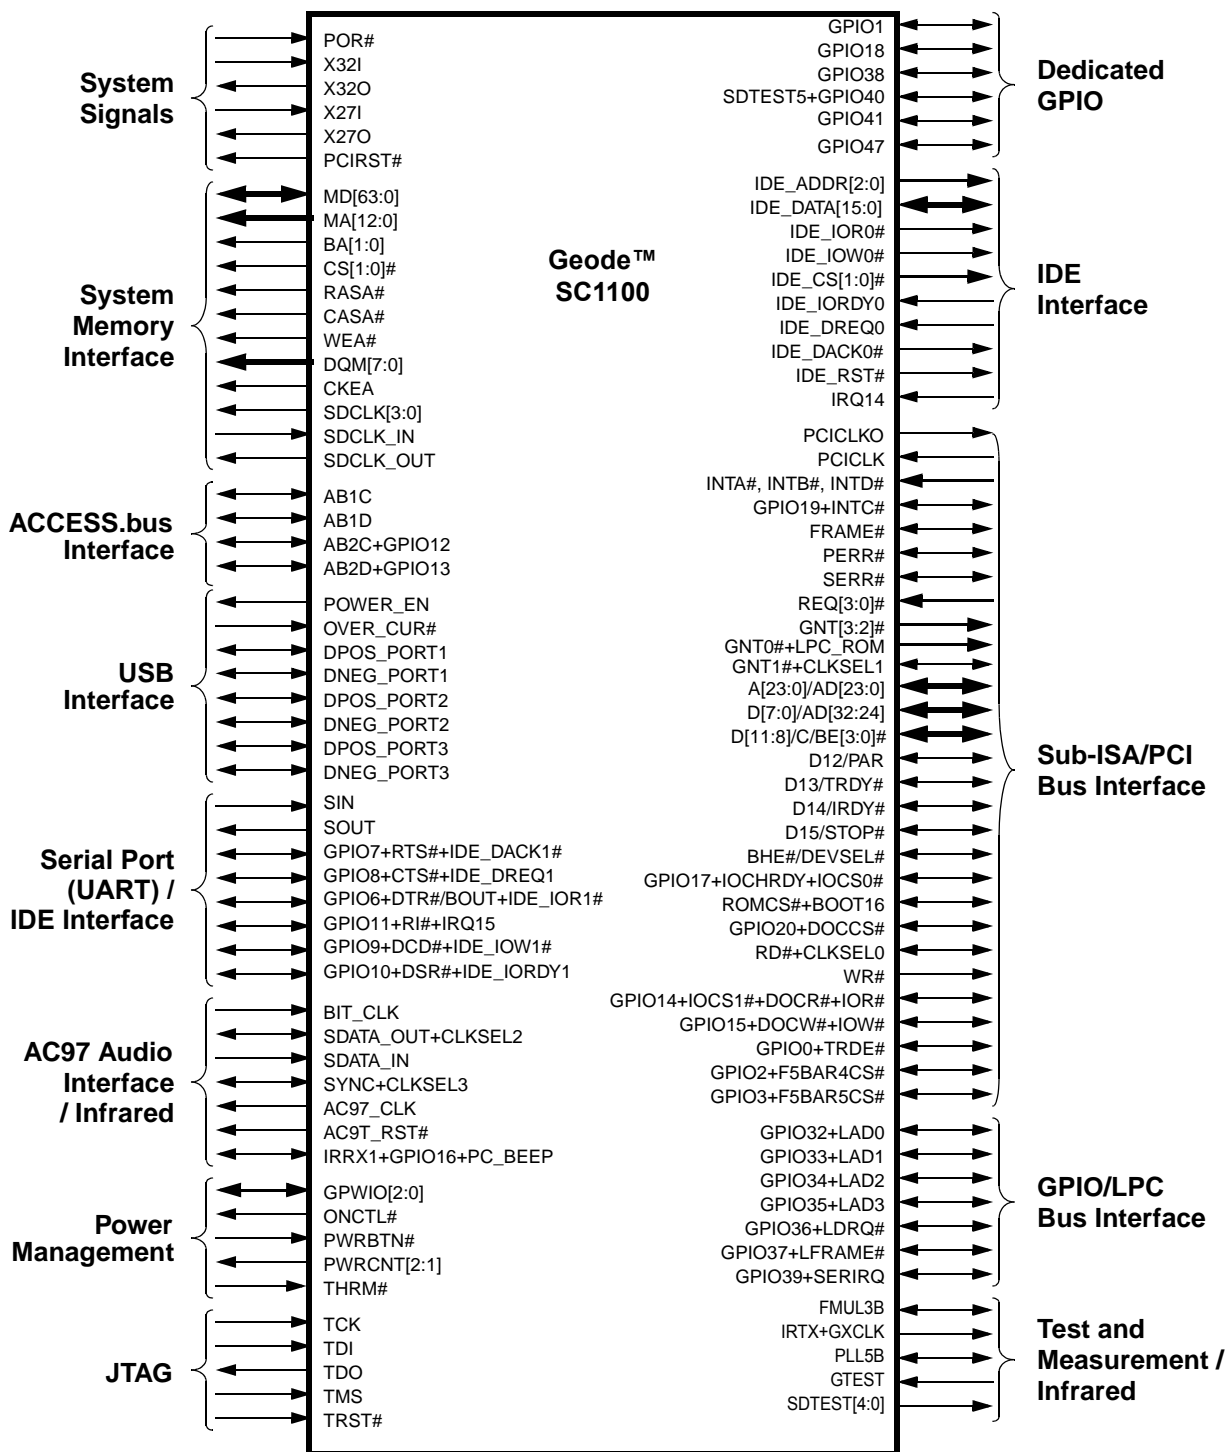 System
Signals
POR#
X32I
X32O
X27I
X27O
PCIRST#
System
Memory
Interface
MD[63:0]
MA[12:0]
BA[1:0]
CS[1:0]#
RASA#
CASA#
WEA#
DQM[7:0]
CKEA
SDCLK[3:0]
SDCLK_IN
SDCLK_OUT
ACCESS.bus
Interface
AB1C
AB1D
AB2C+GPIO12
AB2D+GPIO13
USB
Interface
POWER_EN
OVER_CUR#
DPOS_PORT1
DNEG_PORT1
DPOS_PORT2
DNEG_PORT2
DPOS_PORT3
DNEG_PORT3
Serial Port
(UART) /
IDE Interface
SIN
SOUT
GPIO7+RTS#+IDE_DACK1#
GPIO8+CTS#+IDE_DREQ1
GPIO6+DTR#/BOUT+IDE_IOR1#
GPIO11+RI#+IRQ15
GPIO9+DCD#+IDE_IOW1#
GPIO10+DSR#+IDE_IORDY1
AC97 Audio
Interface
/ Infrared
BIT_CLK
SDATA_OUT+CLKSEL2
SDATA_IN
SYNC+CLKSEL3
AC97_CLK
AC9T_RST#
IRRX1+GPIO16+PC_BEEP
Power
Management
GPWIO[2:0]
ONCTL#
PWRBTN#
PWRCNT[2:1]
THRM#
JTAG
TCK
TDI
TDO
TMS
TRST#
Geode™
SC1100
GPIO1
GPIO18
GPIO38
SDTEST5+GPIO40
GPIO41
GPIO47
Dedicated
GPIO
IDE_ADDR[2:0]
IDE_DATA[15:0]
IDE_IOR0#
IDE_IOW0#
IDE_CS[1:0]#
IDE_IORDY0
IDE_DREQ0
IDE_DACK0#
IDE_RST#
IRQ14
IDE
Interface
PCICLKO
PCICLK
INTA#, INTB#, INTD#
GPIO19+INTC#
FRAME#
PERR#
SERR#
REQ[3:0]#
GNT[3:2]#
GNT0#+LPC_ROM
GNT1#+CLKSEL1
A[23:0]/AD[23:0]
D[7:0]/AD[32:24]
D[11:8]/C/BE[3:0]#
D12/PAR
D13/TRDY#
D14/IRDY#
D15/STOP#
BHE#/DEVSEL#
GPIO17+IOCHRDY+IOCS0#
ROMCS#+BOOT16
GPIO20+DOCCS#
RD#+CLKSEL0
WR#
GPIO14+IOCS1#+DOCR#+IOR#
GPIO15+DOCW#+IOW#
GPIO0+TRDE#
GPIO2+F5BAR4CS#
GPIO3+F5BAR5CS#
Sub-ISA/PCI
Bus Interface
GPIO32+LAD0
GPIO33+LAD1
GPIO34+LAD2
GPIO35+LAD3
GPIO36+LDRQ#
GPIO37+LFRAME#
GPIO39+SERIRQ
GPIO/LPC
Bus Interface
FMUL3B
IRTX+GXCLK
PLL5B
GTEST
SDTEST[4:0]
Test and
Measurement /
Infrared